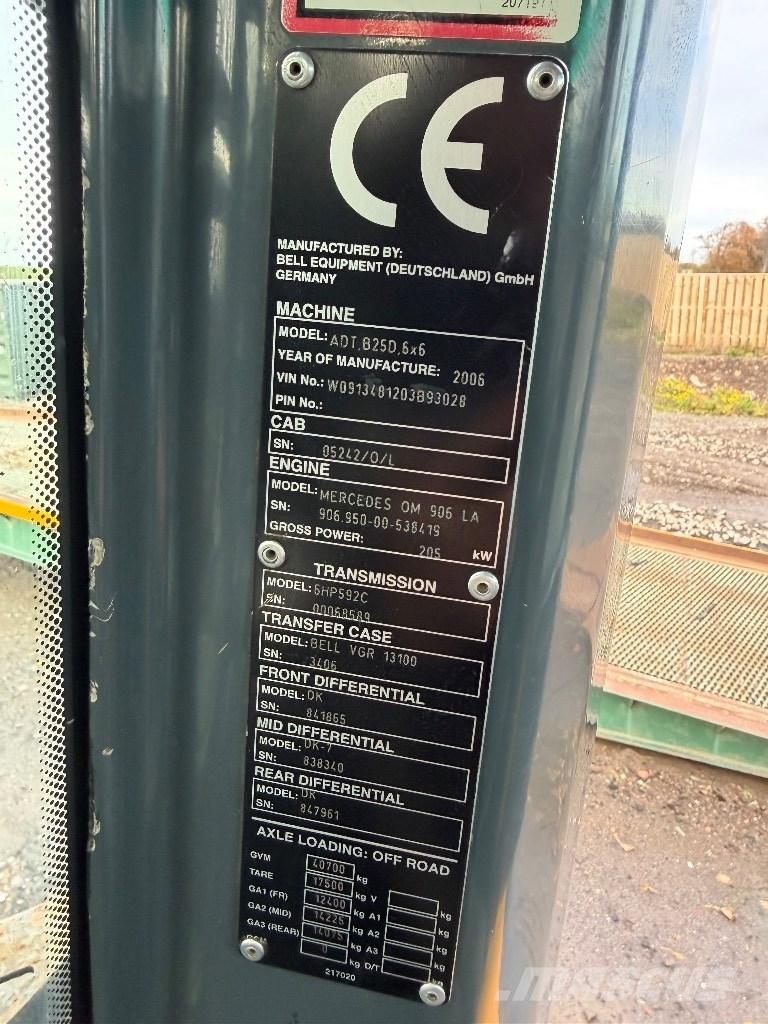 CE
MANUFACTURED BY:
BELL EQUIPMENT (DEUTSCHLAND) GmbH
GERMANY
MACHINE
MODEL: ADT,B25D,6x6
YEAR OF MANUFACTURE: 2006
VIN No.: W0913481203B93028
PIN No.:
CAB
SN: 05242/O/L
ENGINE
MODEL: MERCEDES OM 906 LA
SN: 906.950-00-538419
GROSS POWER: 205 kW
TRANSMISSION
MODEL: 6HP592C
SN: 00068589
TRANSFER CASE
MODEL: BELL VGR 13100
SN: 3406
FRONT DIFFERENTIAL
MODEL: DK
SN: 841865
MID DIFFERENTIAL
MODEL: DK-7
SN: 838340
REAR DIFFERENTIAL
MODEL: DK
SN: 847961
AXLE LOADING: OFF ROAD
GVM 40700 kg
TARE 17500 kg V kg
GA1 (FR) 12400 kg A1 kg
GA2 (MID) 14225 kg A2 kg
GA3 (REAR) 14075 kg A3 kg
0 kg D/T kg
217020
MASCUS